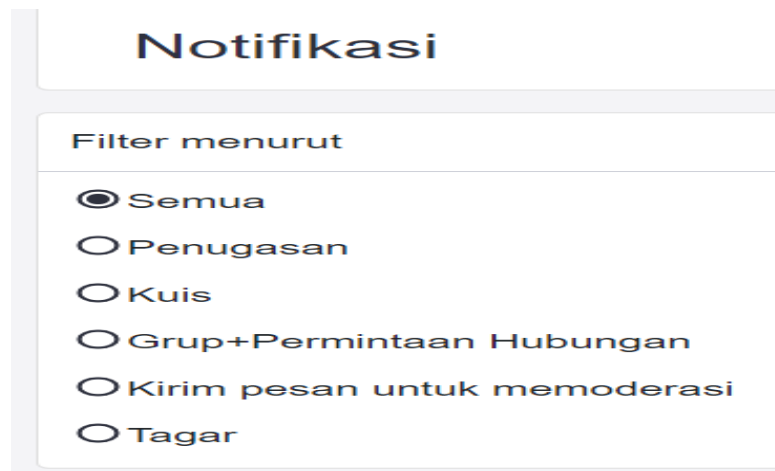 Notifikasi
Filter menurut
Semua
Penugasan
Kuis
Grup+Permintaan Hubungan
Kirim pesan untuk memoderasi
Tagar